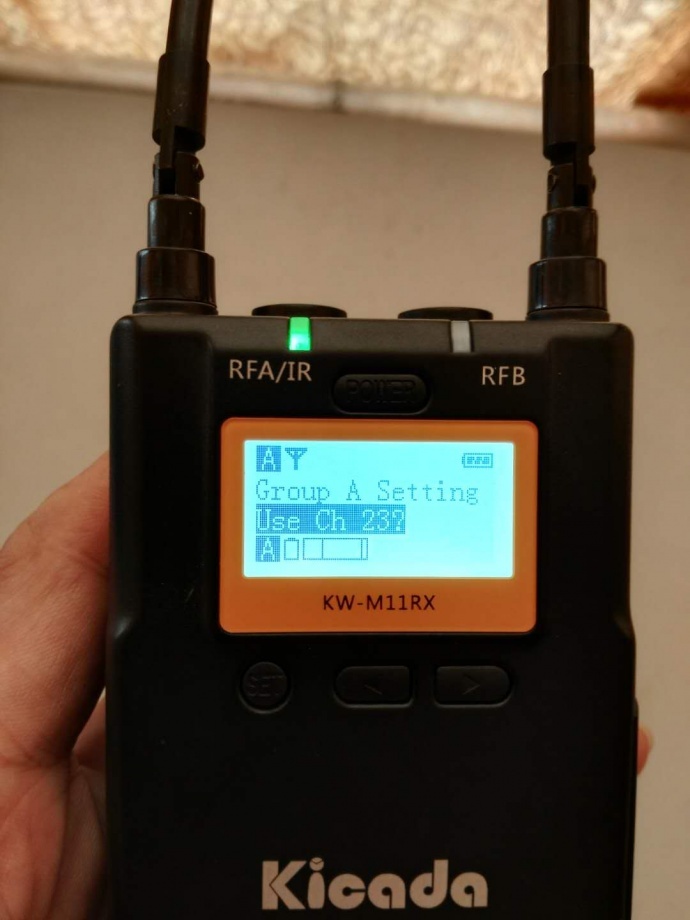 RFA/IR
RFB
POWER
A
Group A Setting
Use Ch 23?
A
KW-M11RX
SET
< >
Kicada